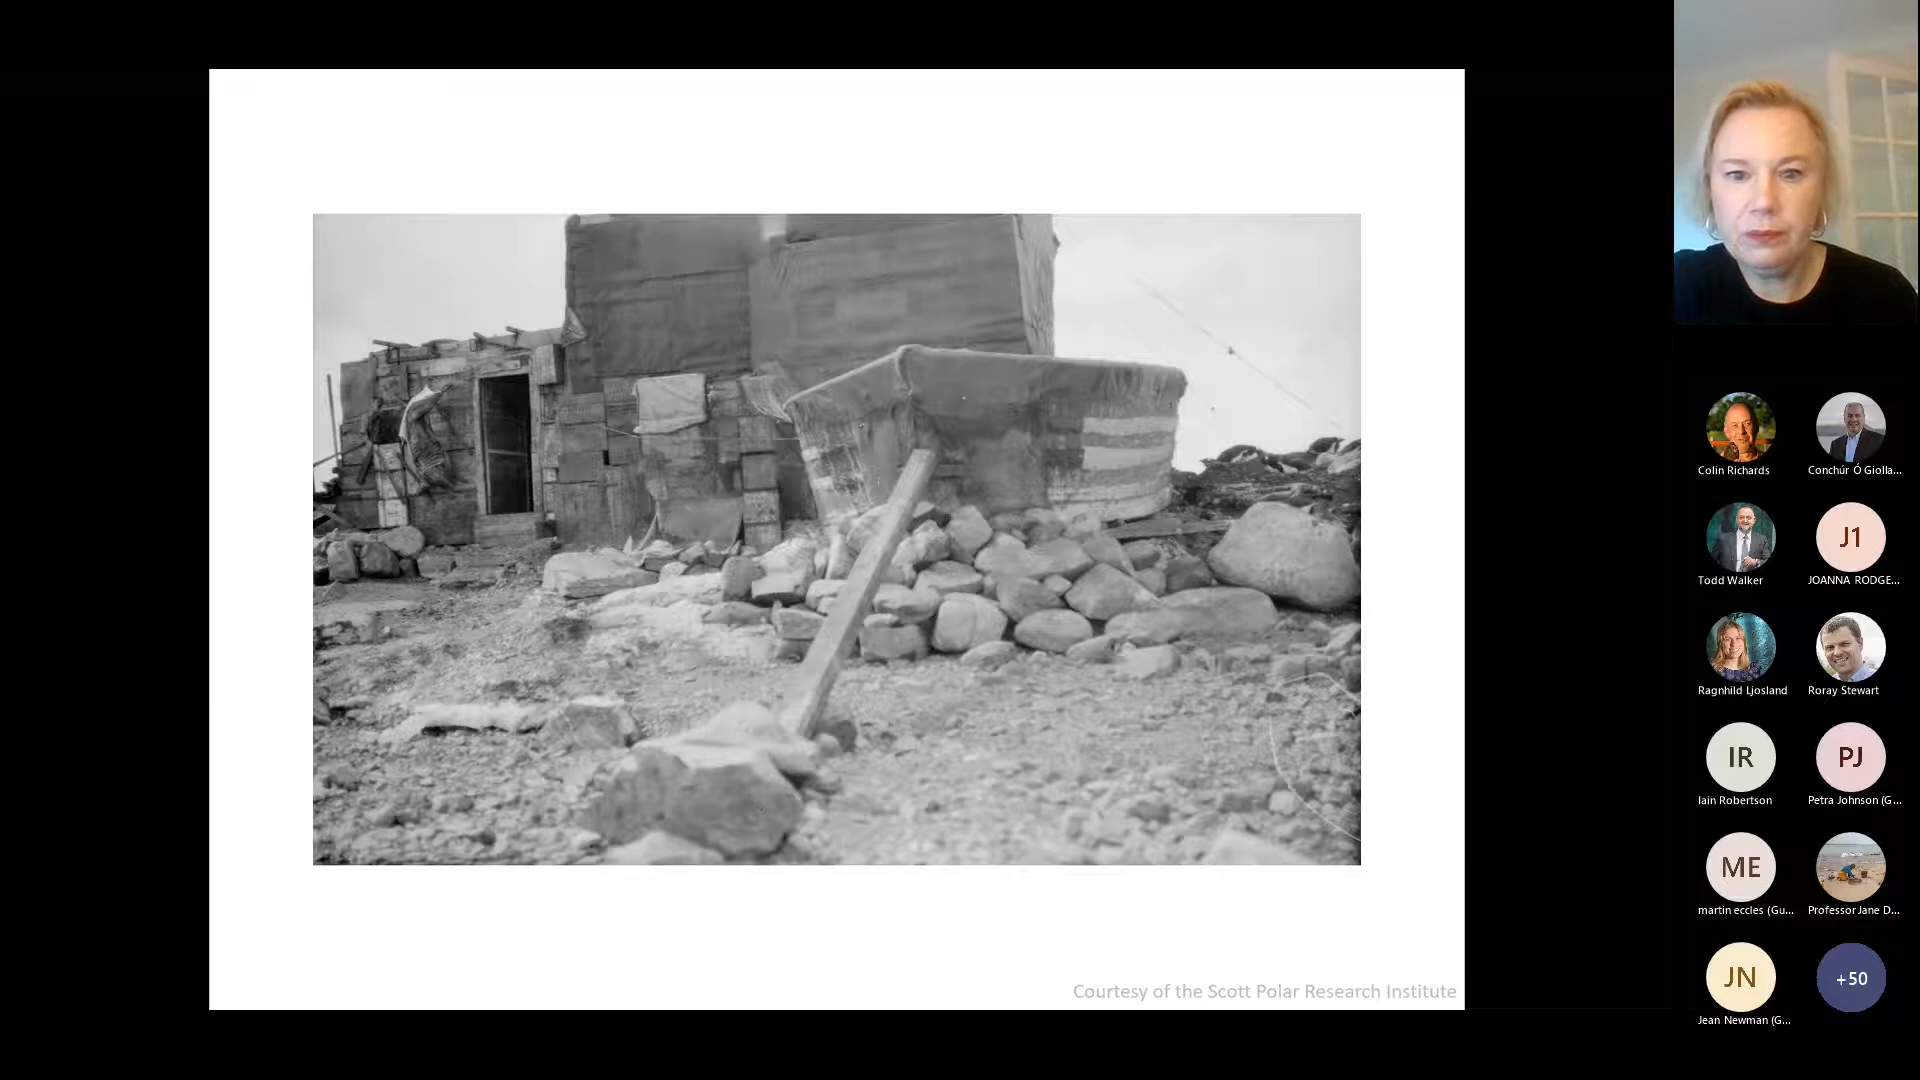 Courtesy of the Scott Polar Research Institute
Colin Richards
Conchúr Ó Giolla...
Todd Walker
J1
JOANNA RODGE...
Ragnhild Ljosland
Roray Stewart
IR
Iain Robertson
PJ
Petra Johnson (G...
ME
martin eccles (Gu...
Professor Jane D...
JN
Jean Newman (G...
+50